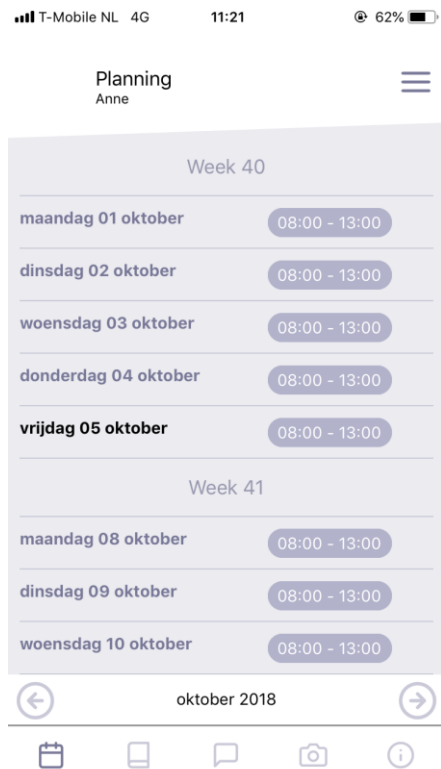 T-Mobile NL 4G 11:21 62%
Planning
Anne
Week 40
maandag 01 oktober 08:00 - 13:00
dinsdag 02 oktober 08:00 - 13:00
woensdag 03 oktober 08:00 - 13:00
donderdag 04 oktober 08:00 - 13:00
vrijdag 05 oktober 08:00 - 13:00
Week 41
maandag 08 oktober 08:00 - 13:00
dinsdag 09 oktober 08:00 - 13:00
woensdag 10 oktober 08:00 - 13:00
oktober 2018